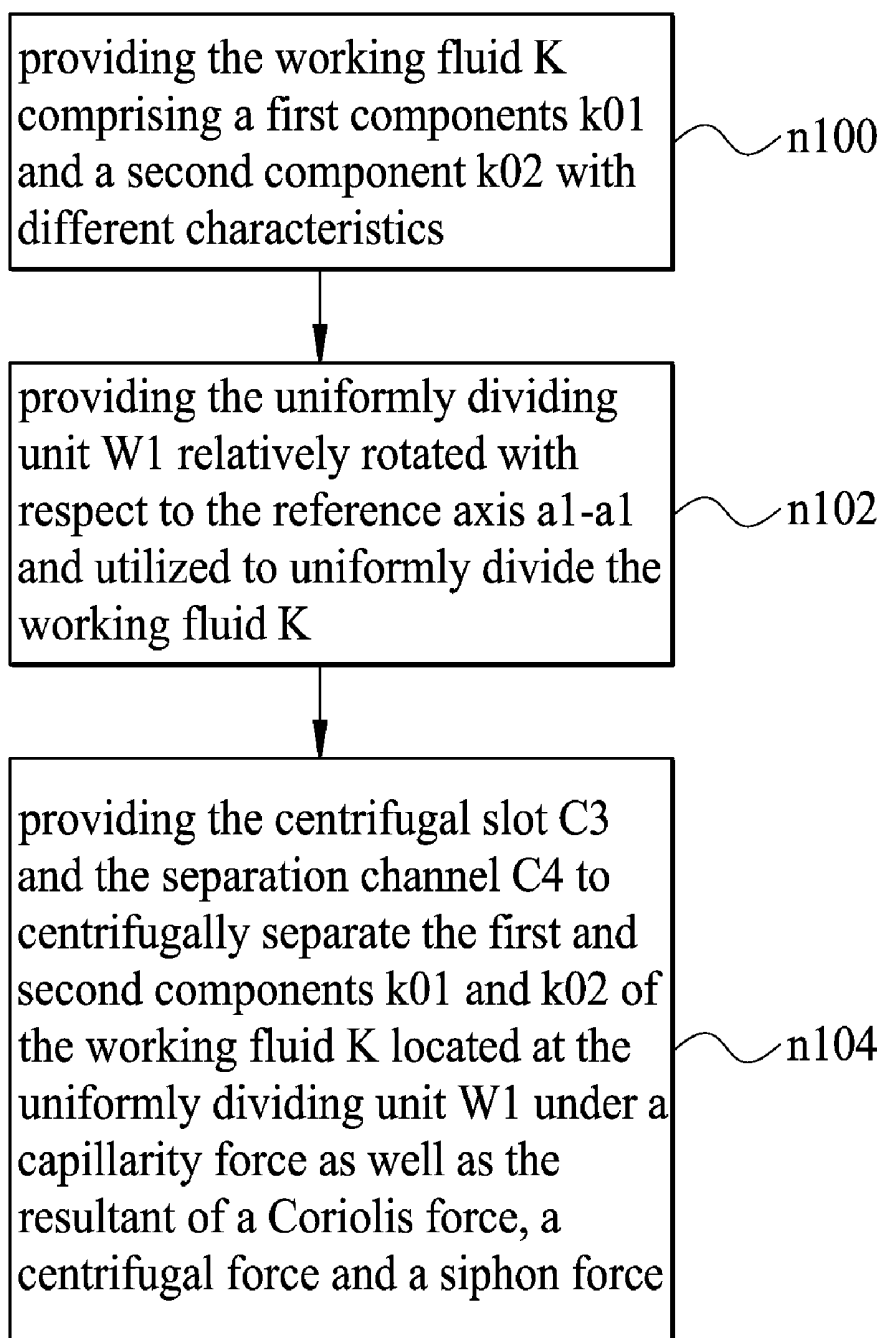 providing the working fluid K
comprising a first components k01
and a second component k02 with
different characteristics
n100
providing the uniformly dividing
unit W1 relatively rotated with
respect to the reference axis a1-a1
and utilized to uniformly divide the
working fluid K
n102
providing the centrifugal slot C3
and the separation channel C4 to
centrifugally separate the first and
second components k01 and k02 of
the working fluid K located at the
uniformly dividing unit W1 under a
capillarity force as well as the
resultant of a Coriolis force, a
centrifugal force and a siphon force
n104